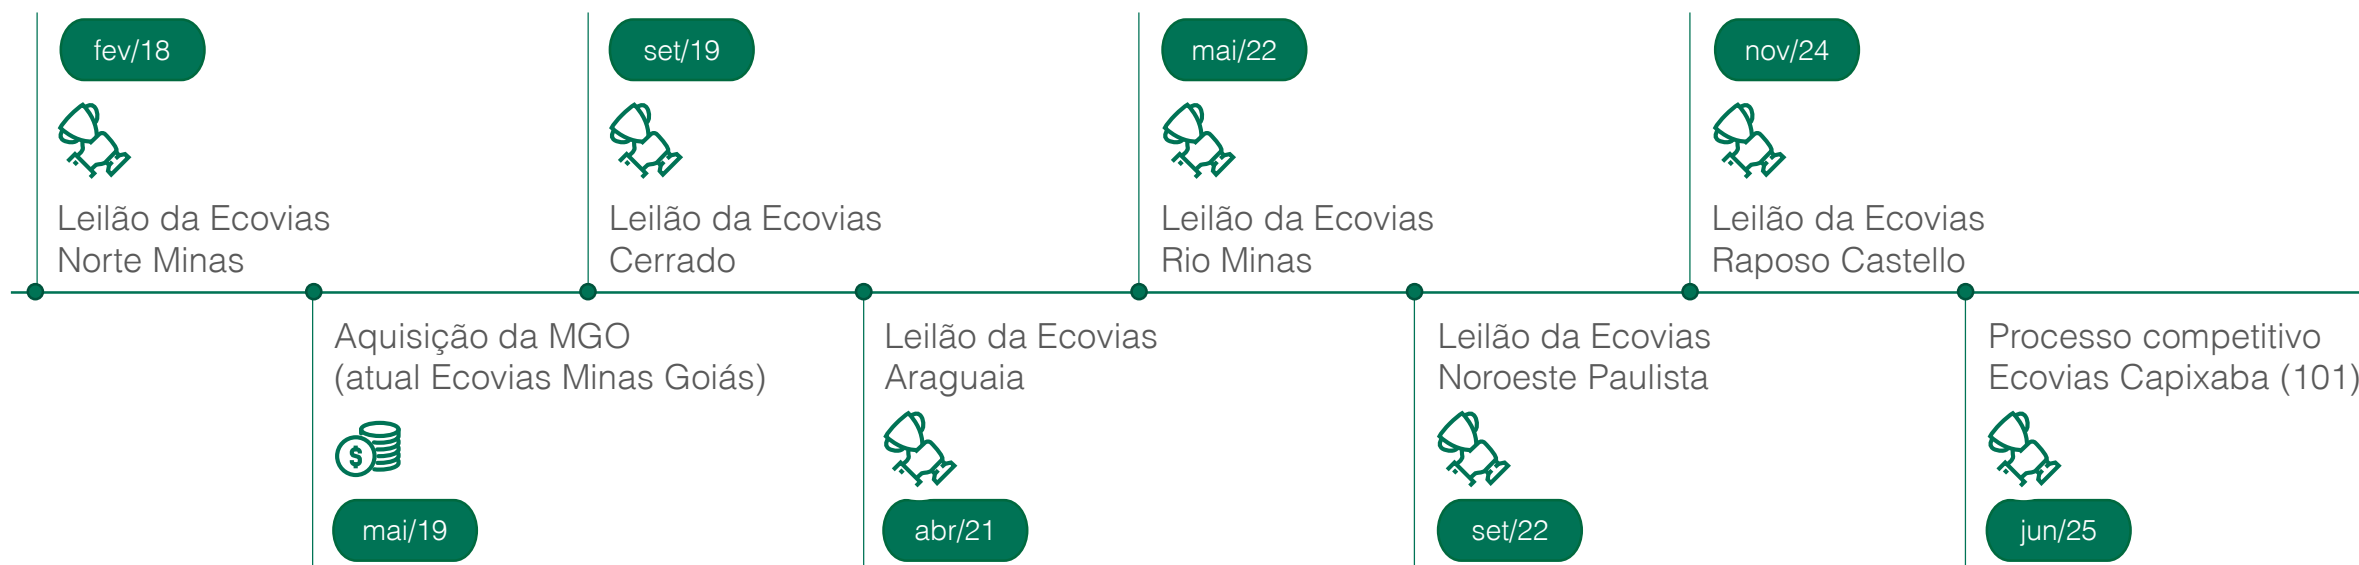 fev/18
Leilão da Ecovias
Norte Minas
Aquisição da MGO
(atual Ecovias Minas Goiás)
$
mai/19
set/19
Leilão da Ecovias
Cerrado
Leilão da Ecovias
Araguaia
abr/21
mai/22
Leilão da Ecovias
Rio Minas
Leilão da Ecovias
Noroeste Paulista
set/22
nov/24
Leilão da Ecovias
Raposo Castello
Processo competitivo
Ecovias Capixaba (101)
jun/25